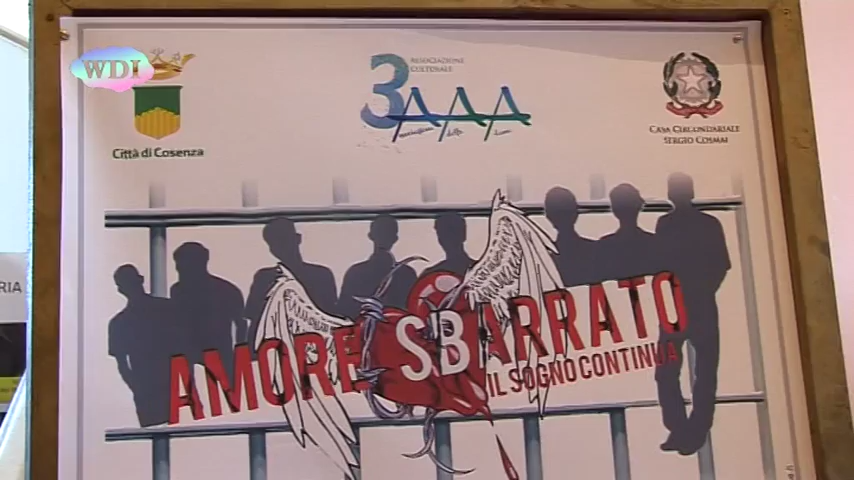 WDI
Città di Cosenza
3
ASSOCIAZIONE
CULTURALE
AAA
CASA CIRCONDARIALE
SERGIO COSMAI
RIA
AMORE SBARRATO
IL SOGNO CONTINUA